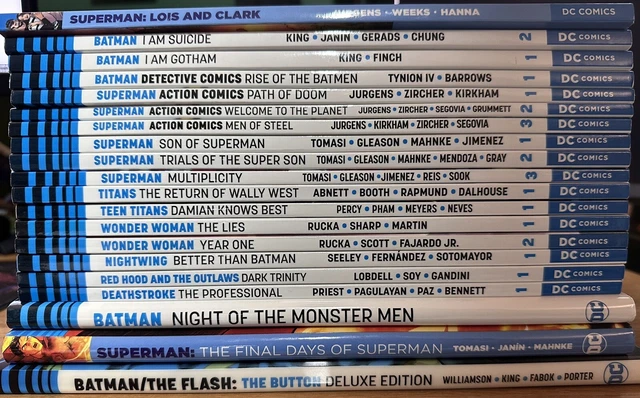 SUPERMAN: LOIS AND CLARK JURGENS • WEEKS • HANNA DC COMICS
BATMAN I AM SUICIDE KING • JANÍN • GERADS • CHUNG 2 DC COMICS
BATMAN I AM GOTHAM KING • FINCH 1 DC COMICS
BATMAN DETECTIVE COMICS RISE OF THE BATMEN TYNION IV • BARROWS 1 DC COMICS
SUPERMAN ACTION COMICS PATH OF DOOM JURGENS • ZIRCHER • KIRKHAM 1 DC COMICS
SUPERMAN ACTION COMICS WELCOME TO THE PLANET JURGENS • ZIRCHER • SEGOVIA • GRUMMETT 2 DC COMICS
SUPERMAN ACTION COMICS MEN OF STEEL JURGENS • KIRKHAM • ZIRCHER • SEGOVIA 3 DC COMICS
SUPERMAN SON OF SUPERMAN TOMASI • GLEASON • MAHNKE • JIMENEZ 1 DC COMICS
SUPERMAN TRIALS OF THE SUPER SON TOMASI • GLEASON • MAHNKE • MENDOZA • GRAY 2 DC COMICS
SUPERMAN MULTIPLICITY TOMASI • GLEASON • JIMENEZ • REIS • SOOK 3 DC COMICS
TITANS THE RETURN OF WALLY WEST ABNETT • BOOTH • RAPMUND • DALHOUSE 1 DC COMICS
TEEN TITANS DAMIAN KNOWS BEST PERCY • PHAM • MEYERS • NEVES 1 DC COMICS
WONDER WOMAN THE LIES RUCKA • SHARP • MARTIN 1 DC COMICS
WONDER WOMAN YEAR ONE RUCKA • SCOTT • FAJARDO JR. 2 DC COMICS
NIGHTWING BETTER THAN BATMAN SEELEY • FERNÁNDEZ • SOTOMAYOR 1 DC COMICS
RED HOOD AND THE OUTLAWS DARK TRINITY LOBDELL • SOY • GANDINI 1 DC COMICS
DEATHSTROKE THE PROFESSIONAL PRIEST • PAGULAYAN • PAZ • BENNETT 1 DC COMICS
BATMAN NIGHT OF THE MONSTER MEN DC
SUPERMAN: THE FINAL DAYS OF SUPERMAN TOMASI • JANÍN • MAHNKE DC
BATMAN/THE FLASH: THE BUTTON DELUXE EDITION WILLIAMSON • KING • FABOK • PORTER DC